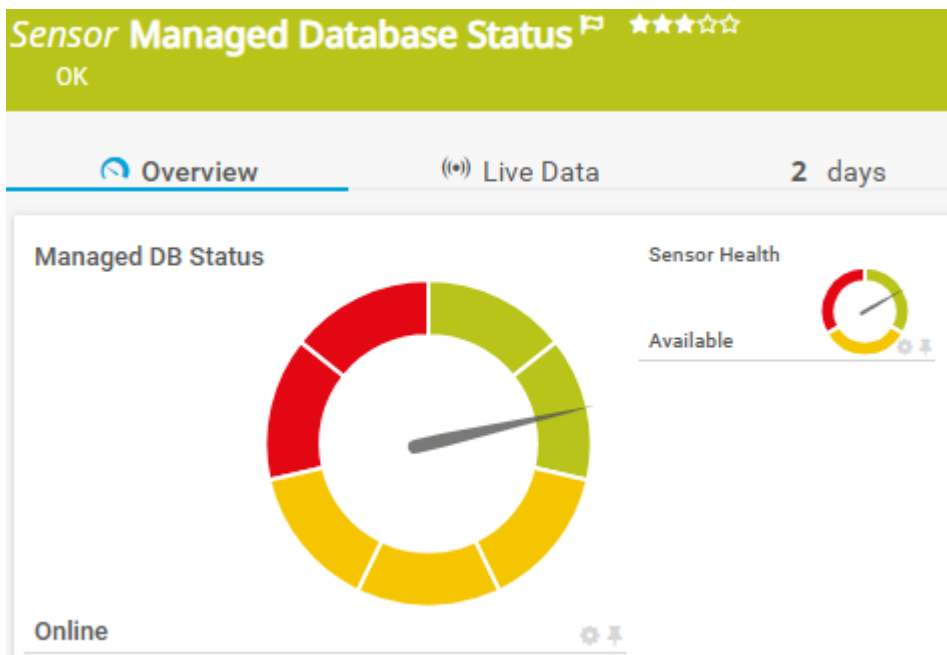 Sensor Managed Database Status
OK
Overview
Live Data
2 days
Managed DB Status
Online
Sensor Health
Available